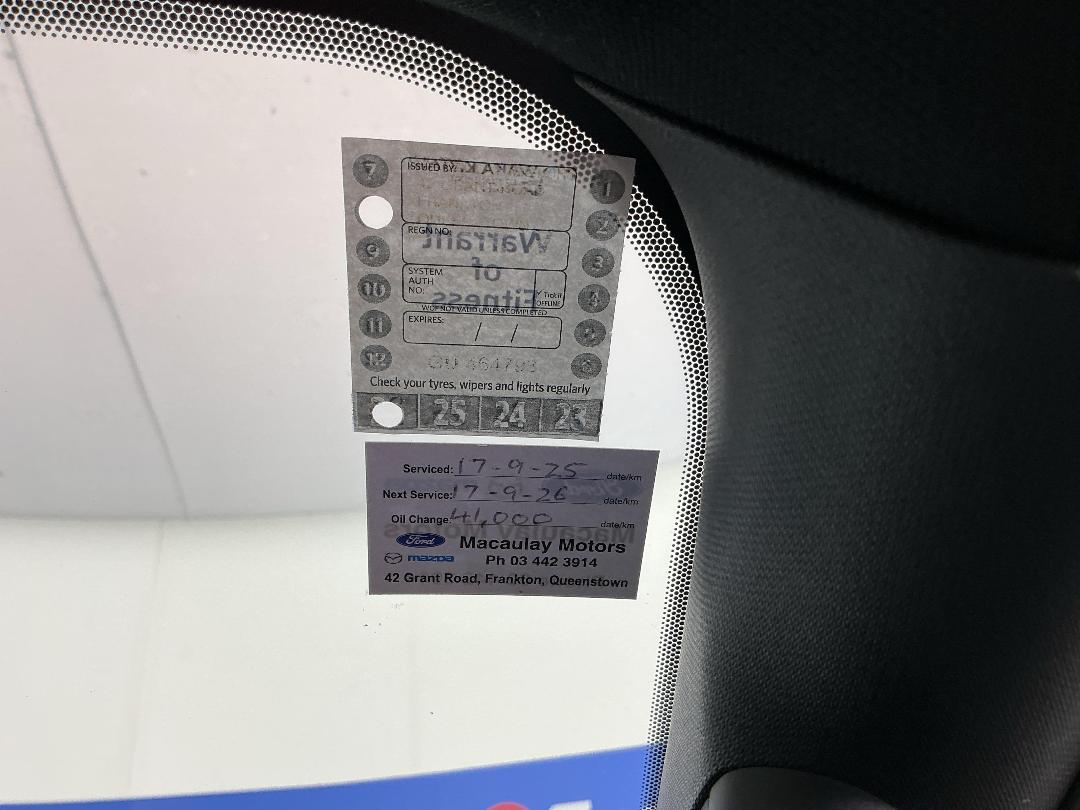 7
ISSUED BY:
1
2
REGN NO:
Warrant
9
3
of
SYSTEM
AUTH
NO:
10
Fitness
✓ Tick if
OFFLINE
4
WOF NOT VALID UNLESS COMPLETED
11
EXPIRES: / /
5
12
6
Check your tyres, wipers and lights regularly
25 24 23
Serviced: 17-9-25 date/km
Next Service: 17-9-26 date/km
Oil Change: 41,000 date/km
Ford
Macaulay Motors
mazda
Ph 03 442 3914
42 Grant Road, Frankton, Queenstown